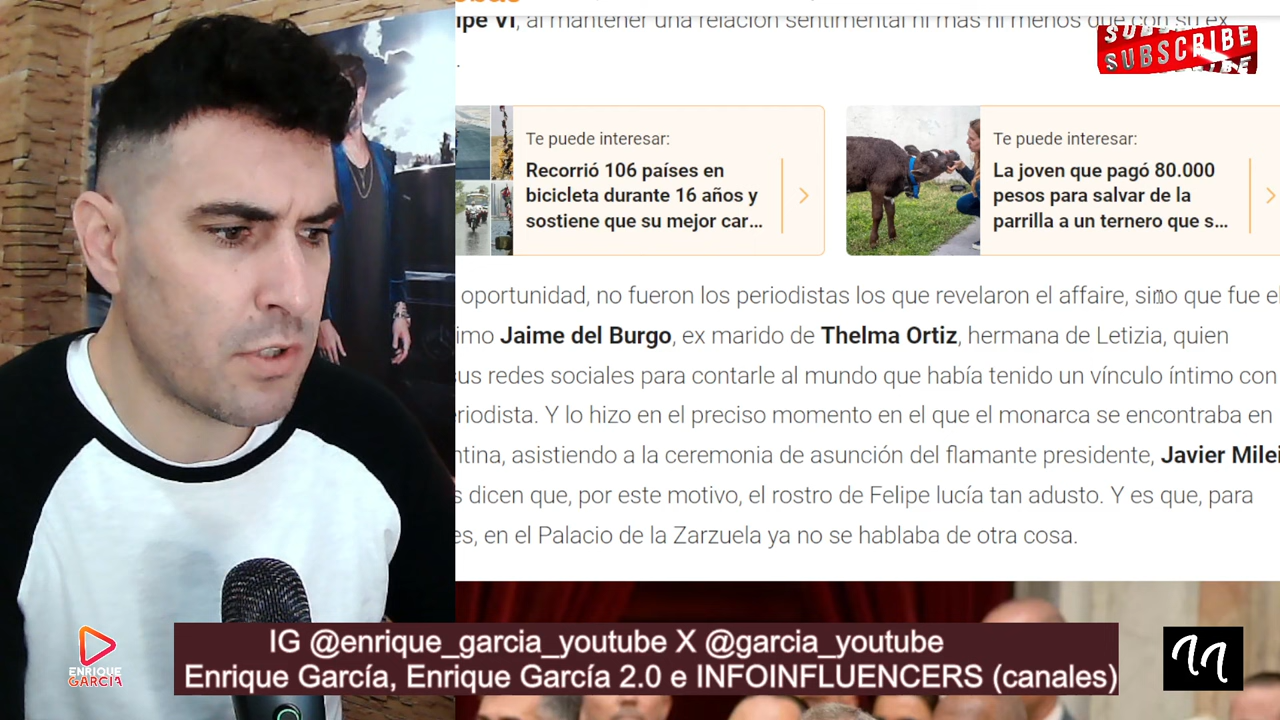 ipe VI, al mantener una relación sentimental ni más ni menos que con su ex
.
SUBSCRIBE
Te puede interesar:
Recorrió 106 países en
bicicleta durante 16 años y
sostiene que su mejor car...
Te puede interesar:
La joven que pagó 80.000
pesos para salvar de la
parrilla a un ternero que s...
oportunidad, no fueron los periodistas los que revelaron el affaire, sino que fue el
imo Jaime del Burgo, ex marido de Thelma Ortiz, hermana de Letizia, quien
sus redes sociales para contarle al mundo que había tenido un vínculo íntimo con
eriodista. Y lo hizo en el preciso momento en el que el monarca se encontraba en
ntina, asistiendo a la ceremonia de asunción del flamante presidente, Javier Milei
s dicen que, por este motivo, el rostro de Felipe lucía tan adusto. Y es que, para
es, en el Palacio de la Zarzuela ya no se hablaba de otra cosa.
IG @enrique_garcia_youtube X @garcia_youtube
Enrique García, Enrique García 2.0 e INFOINFLUENCERS (canales)
ENRIQUE
GARCÍA